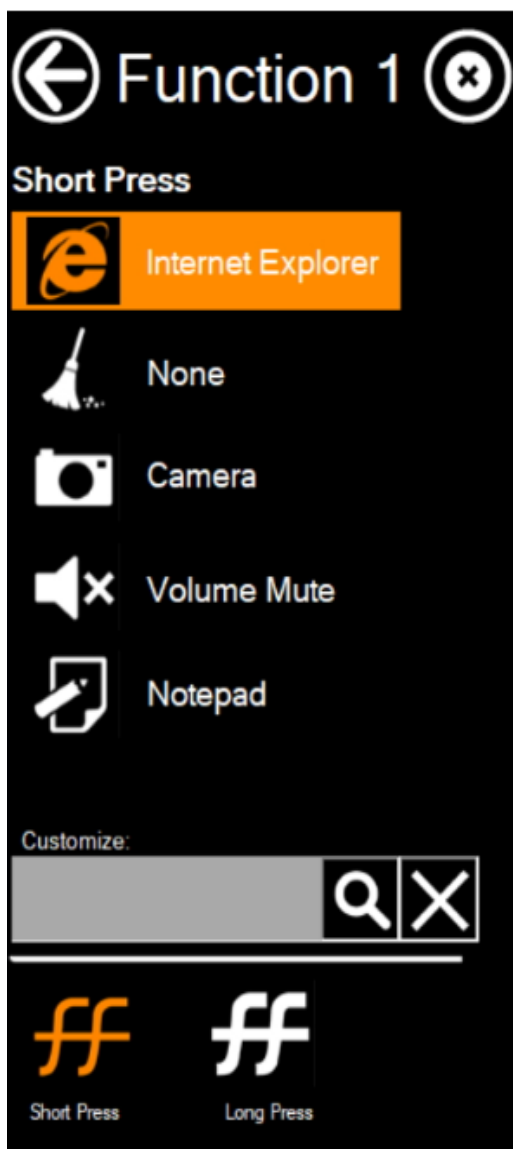 Function 1
Short Press
Internet Explorer
None
Camera
Volume Mute
Notepad
Customize:
Short Press
Long Press